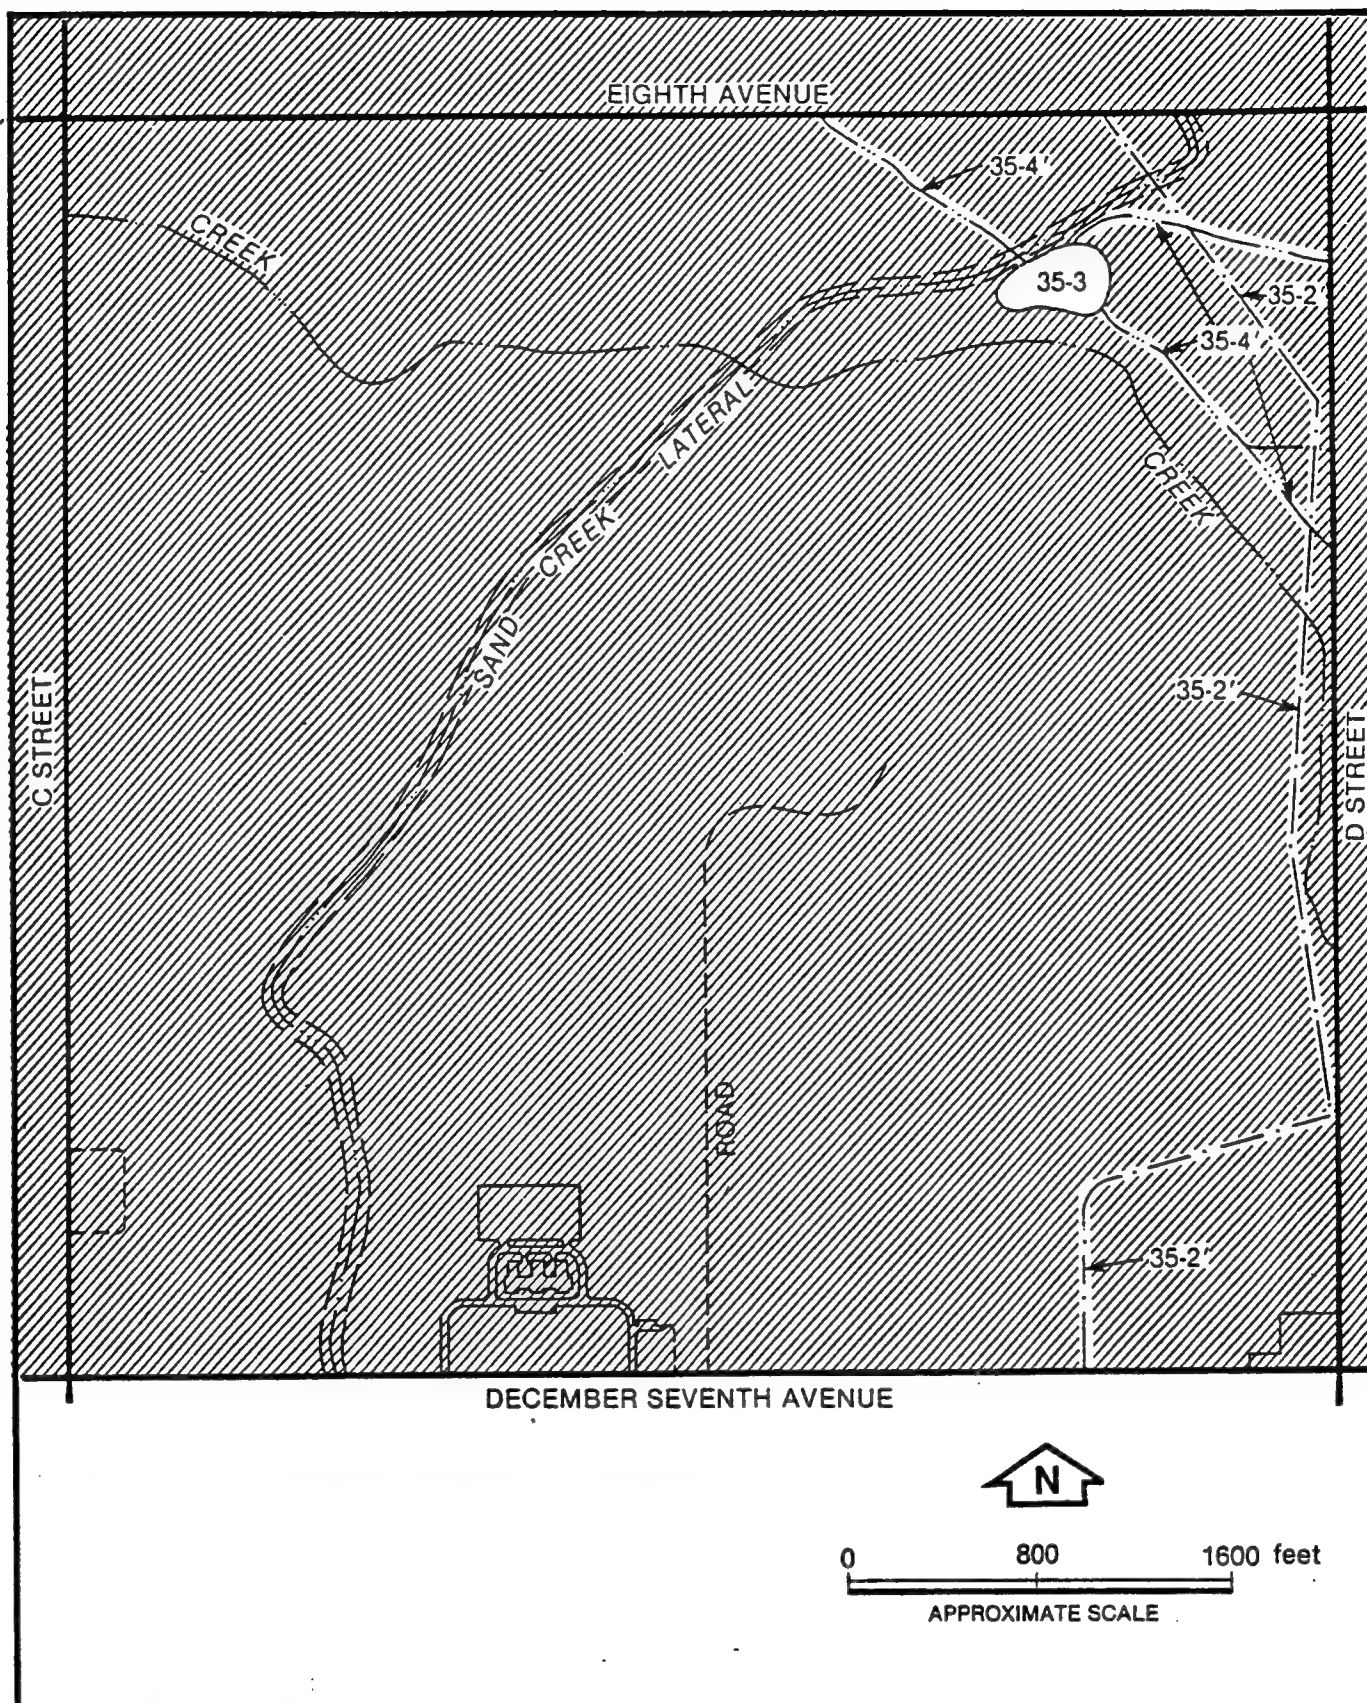 EIGHTH AVENUE
35-4'
CREEK
35-3
35-2'
35-4'
LATERAL
CREEK
CREEK
SAND
35-2'
C STREET
D STREET
ROAD
35-2'
DECEMBER SEVENTH AVENUE
N
0 800 1600 feet
APPROXIMATE SCALE